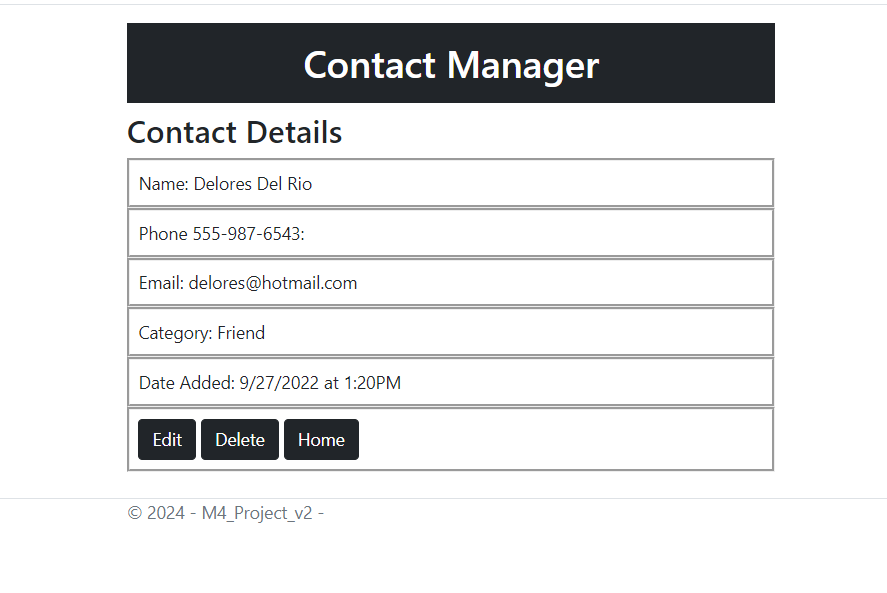 Contact Manager
Contact Details
Name: Delores Del Rio
Phone 555-987-6543:
Email: delores@hotmail.com
Category: Friend
Date Added: 9/27/2022 at 1:20PM
Edit Delete Home
© 2024 - M4_Project_v2 -